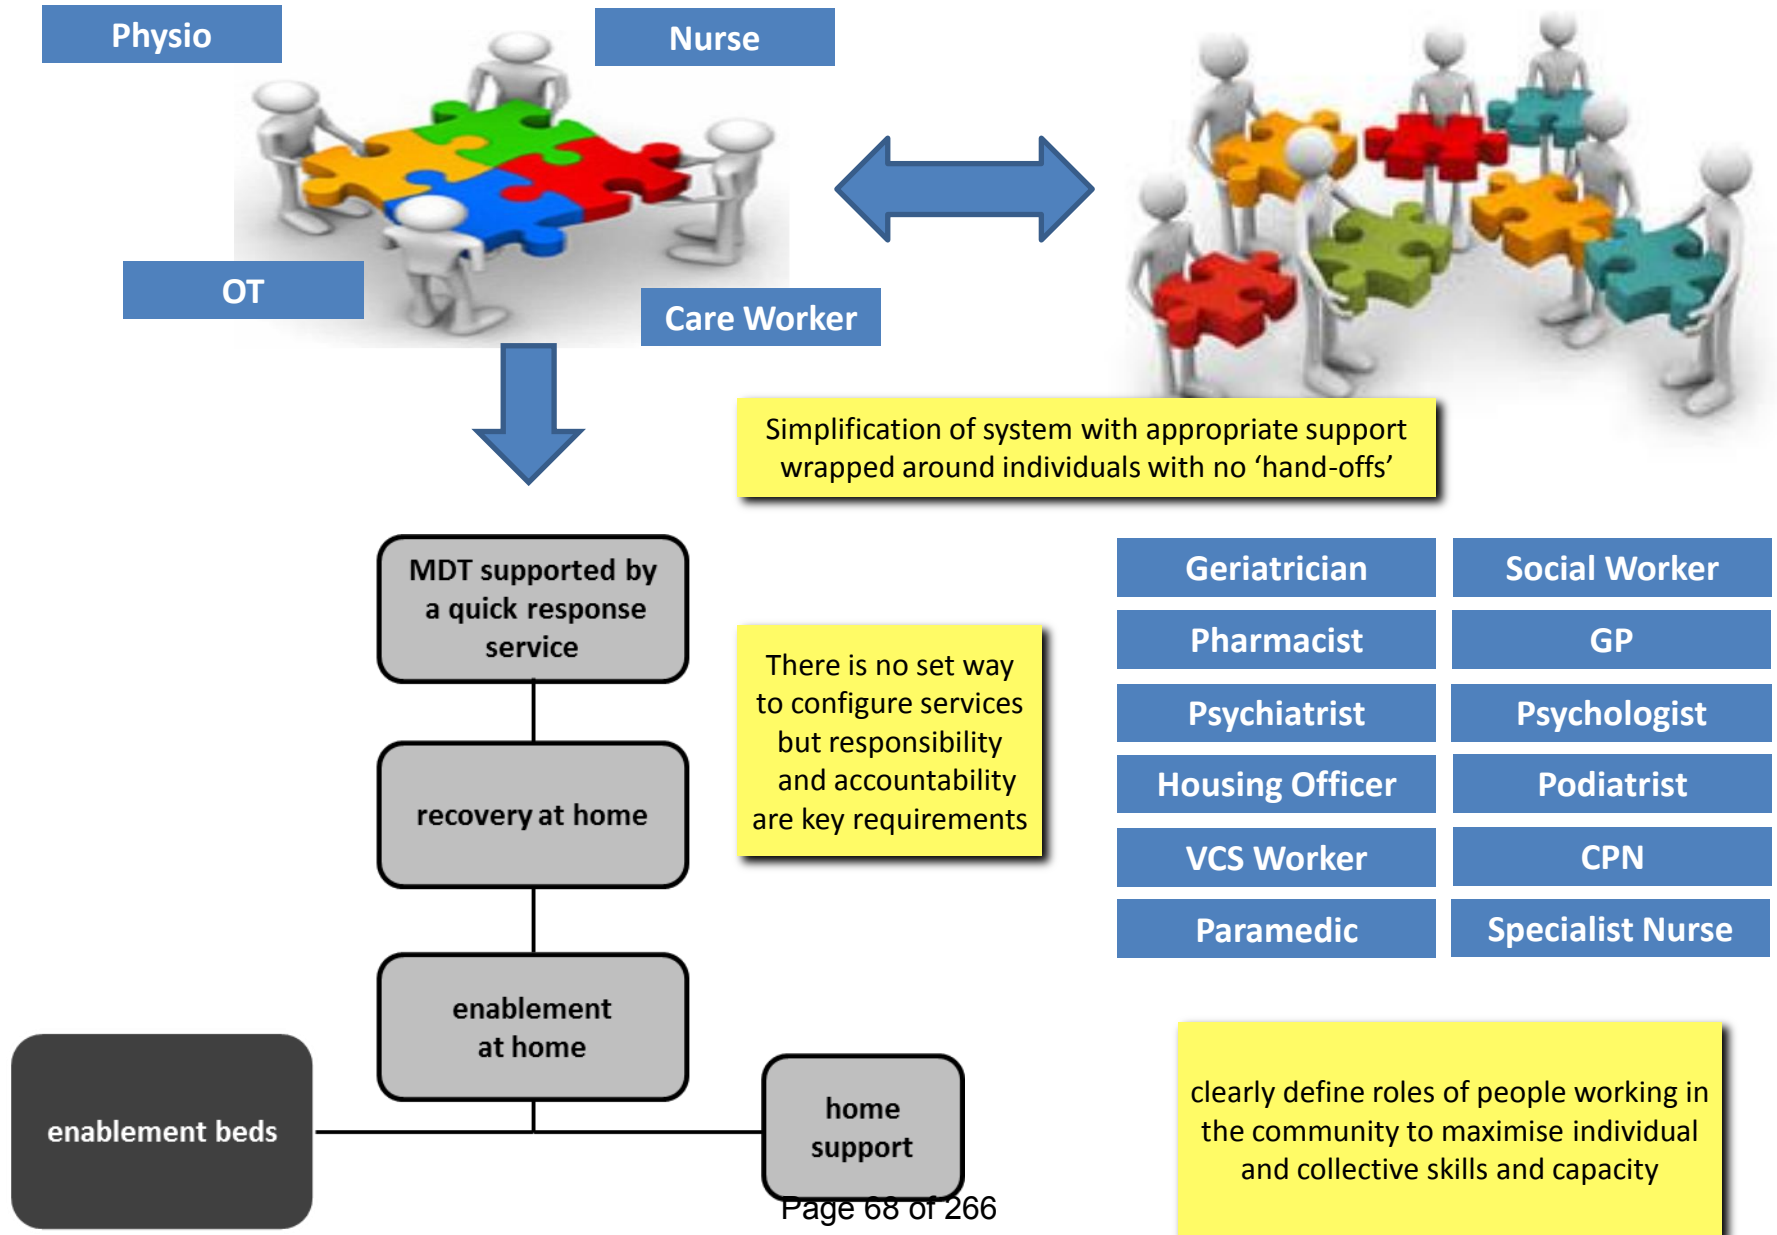 Physio
Nurse
OT
Care Worker
Simplification of system with appropriate support
wrapped around individuals with no ‘hand-offs’
MDT supported by
a quick response
service
recovery at home
enablement
at home
enablement beds
home
support
There is no set way
to configure services
but responsibility
and accountability
are key requirements
Geriatrician
Social Worker
Pharmacist
GP
Psychiatrist
Psychologist
Housing Officer
Podiatrist
VCS Worker
CPN
Paramedic
Specialist Nurse
clearly define roles of people working in
the community to maximise individual
and collective skills and capacity
Page 68 of 266